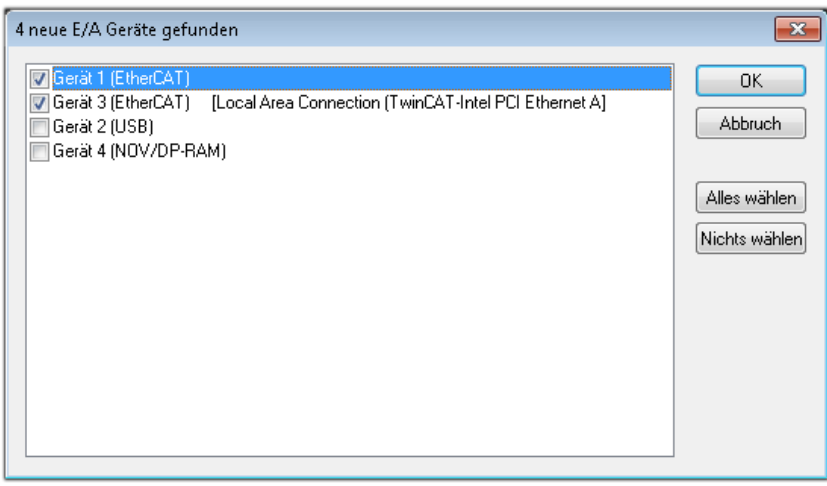 4 neue E/A Geräte gefunden
Gerät 1 (EtherCAT)
Gerät 3 (EtherCAT) [Local Area Connection (TwinCAT-Intel PCI Ethernet A]
Gerät 2 (USB)
Gerät 4 (NOV/DP-RAM)
OK
Abbruch
Alles wählen
Nichts wählen